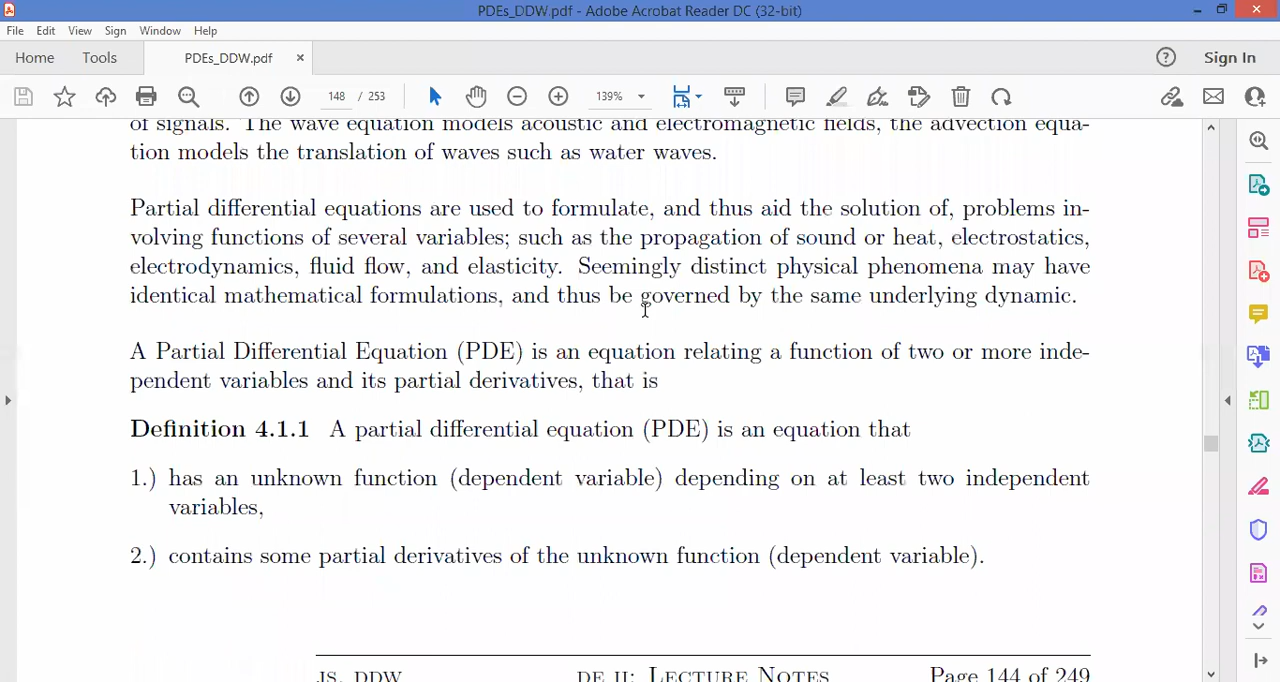 PDEs_DDW.pdf - Adobe Acrobat Reader DC (32-bit)
File Edit View Sign Window Help
Home Tools PDEs_DDW.pdf × Sign In
148 / 253 139%
of signals. The wave equation models acoustic and electromagnetic fields, the advection equa-
tion models the translation of waves such as water waves.
Partial differential equations are used to formulate, and thus aid the solution of, problems in-
volving functions of several variables; such as the propagation of sound or heat, electrostatics,
electrodynamics, fluid flow, and elasticity. Seemingly distinct physical phenomena may have
identical mathematical formulations, and thus be governed by the same underlying dynamic.
A Partial Differential Equation (PDE) is an equation relating a function of two or more inde-
pendent variables and its partial derivatives, that is
Definition 4.1.1 A partial differential equation (PDE) is an equation that
1.) has an unknown function (dependent variable) depending on at least two independent
variables,
2.) contains some partial derivatives of the unknown function (dependent variable).
JS, DDW DE II: LECTURE NOTES Page 144 of 249